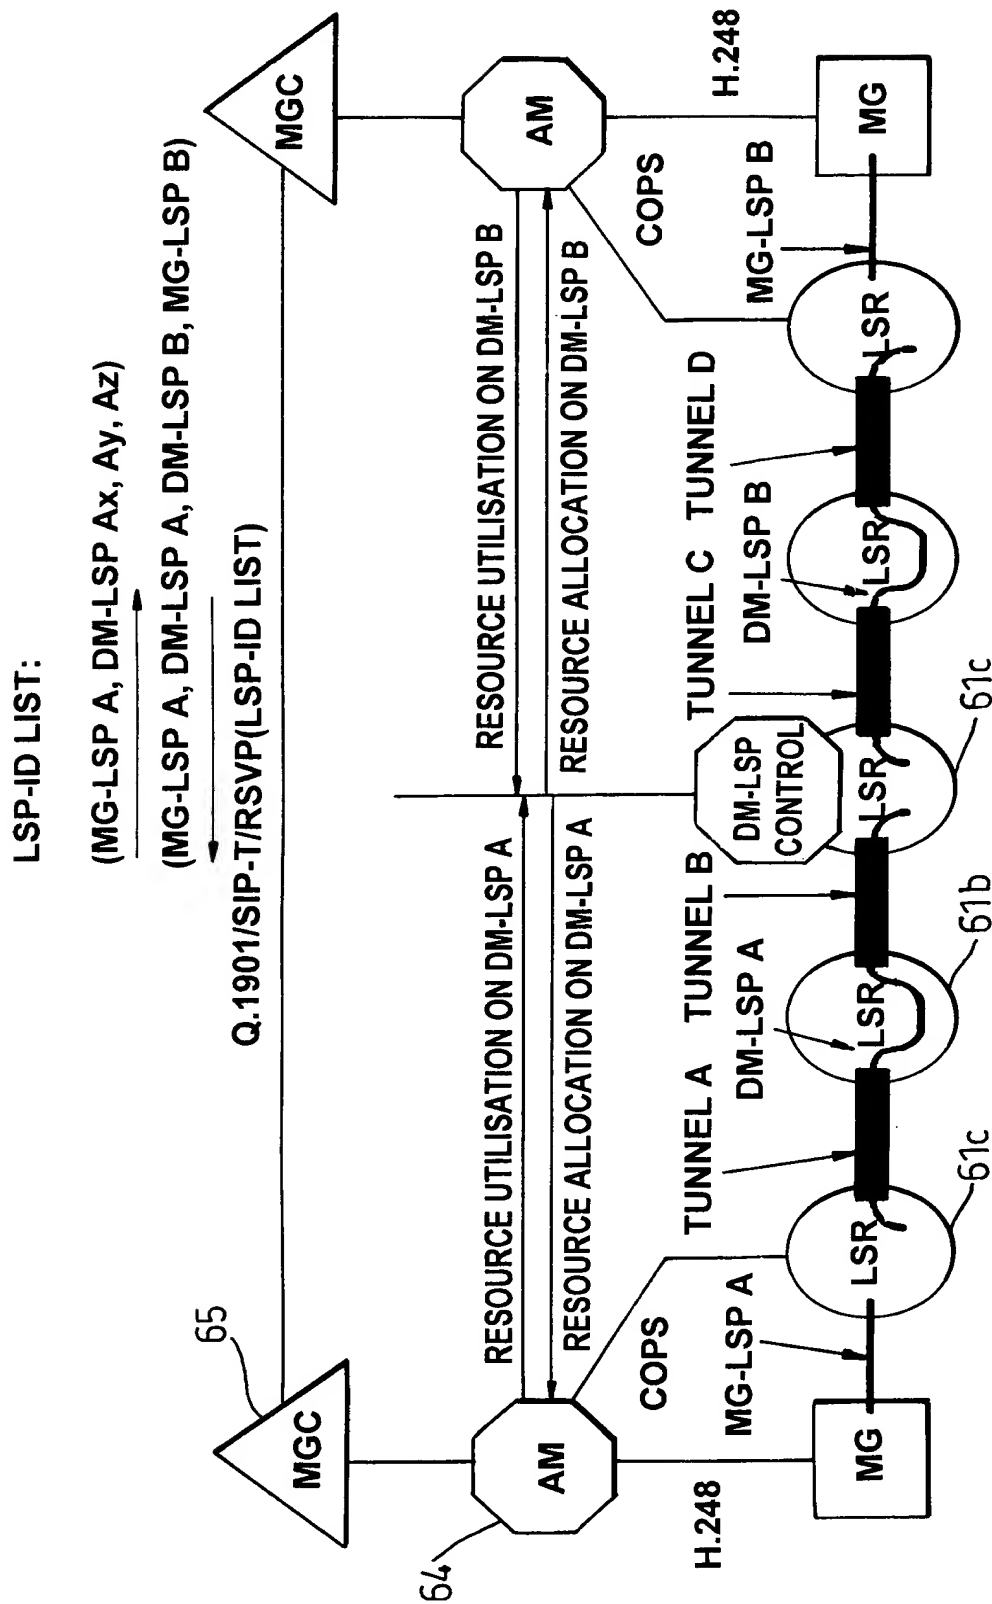 LSP-ID LIST:
(MG-LSP A, DM-LSP Ax, Ay, Az)
(MG-LSP A, DM-LSP A, DM-LSP B, MG-LSP B)
Q.1901/SIP-T/RSVP(LSP-ID LIST)
65
MGC
MGC
64
AM
AM
RESOURCE UTILISATION ON DM-LSP A
RESOURCE ALLOCATION ON DM-LSP A
RESOURCE UTILISATION ON DM-LSP B
RESOURCE ALLOCATION ON DM-LSP B
H.248
COPS
COPS
H.248
MG-LSP A
TUNNEL A
TUNNEL B
DM-LSP A
DM-LSP
CONTROL
TUNNEL C
TUNNEL D
DM-LSP B
MG-LSP B
MG
LSR
LSR
LSR
LSR
LSR
LSR
MG
61c
61b
61c